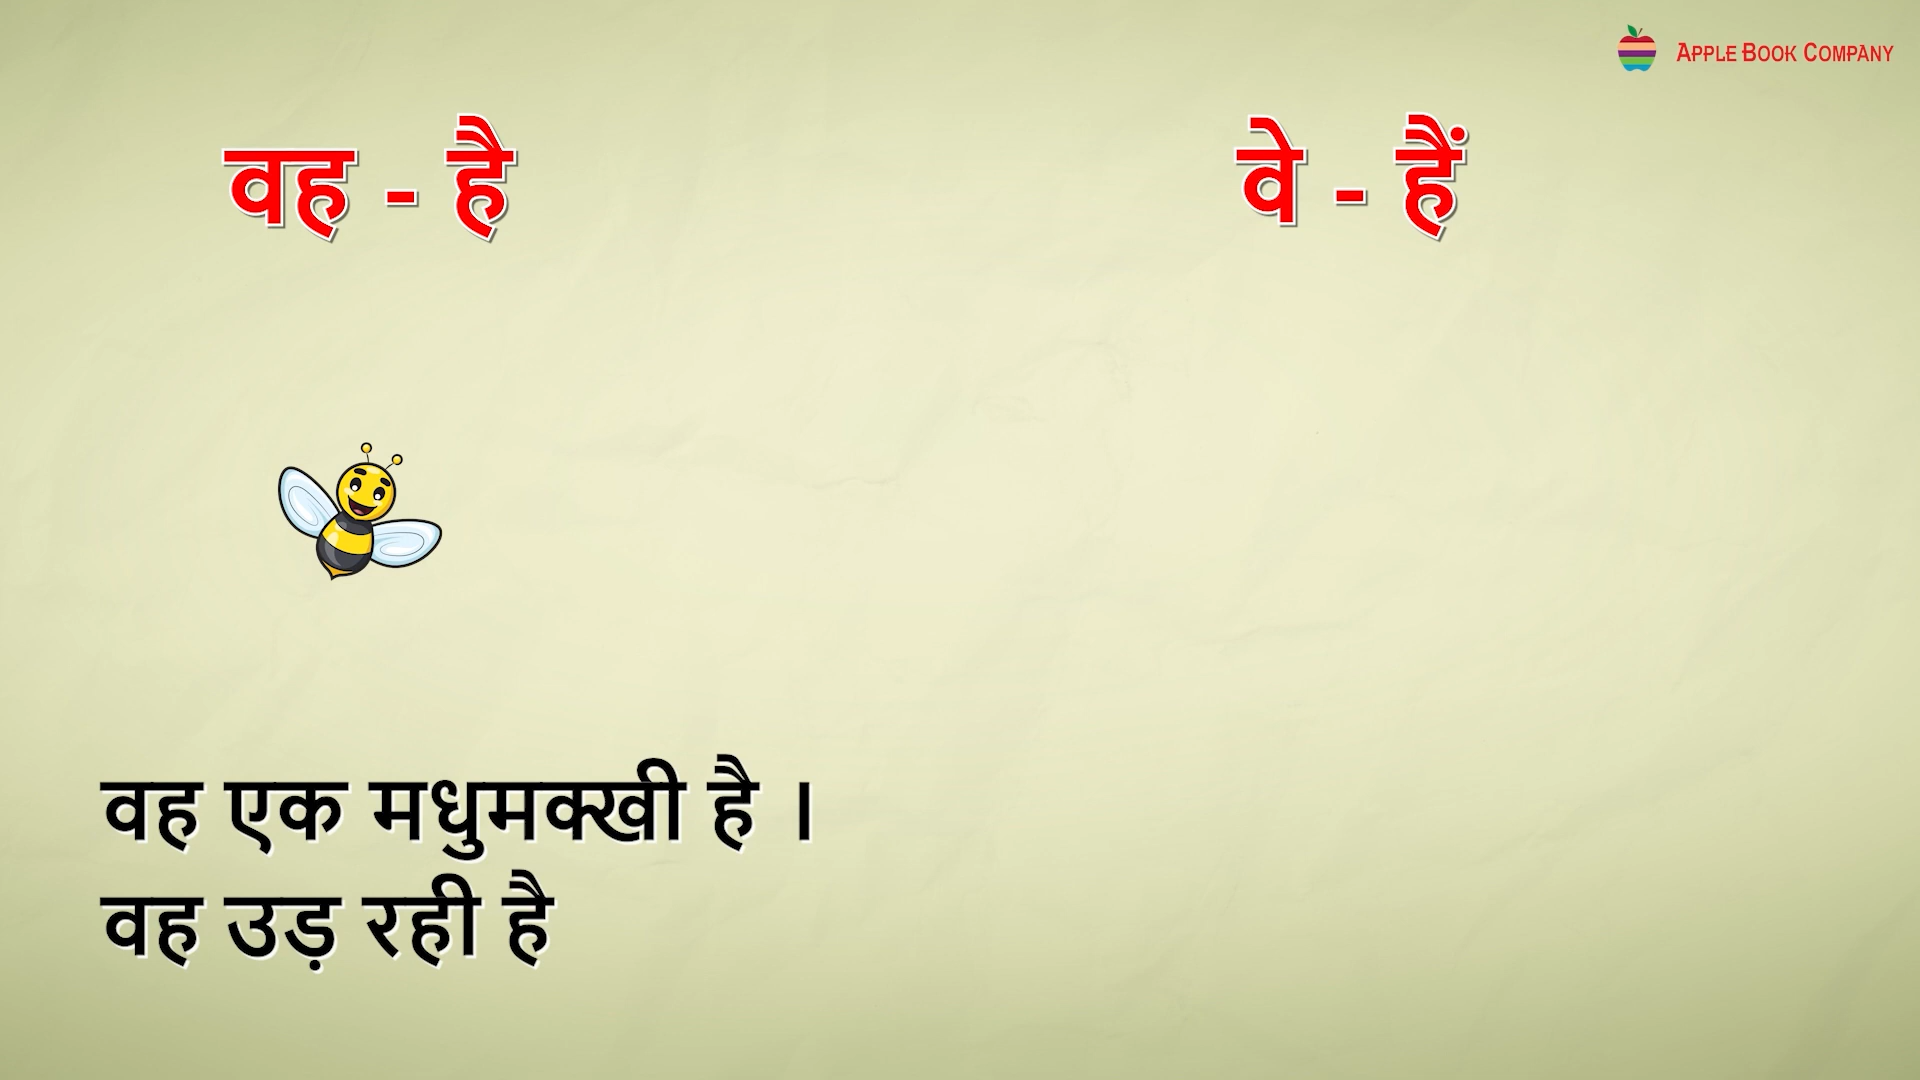 APPLE BOOK COMPANY
वह - है
वे - हैं
वह एक मधुमक्खी है ।
वह उड़ रही है